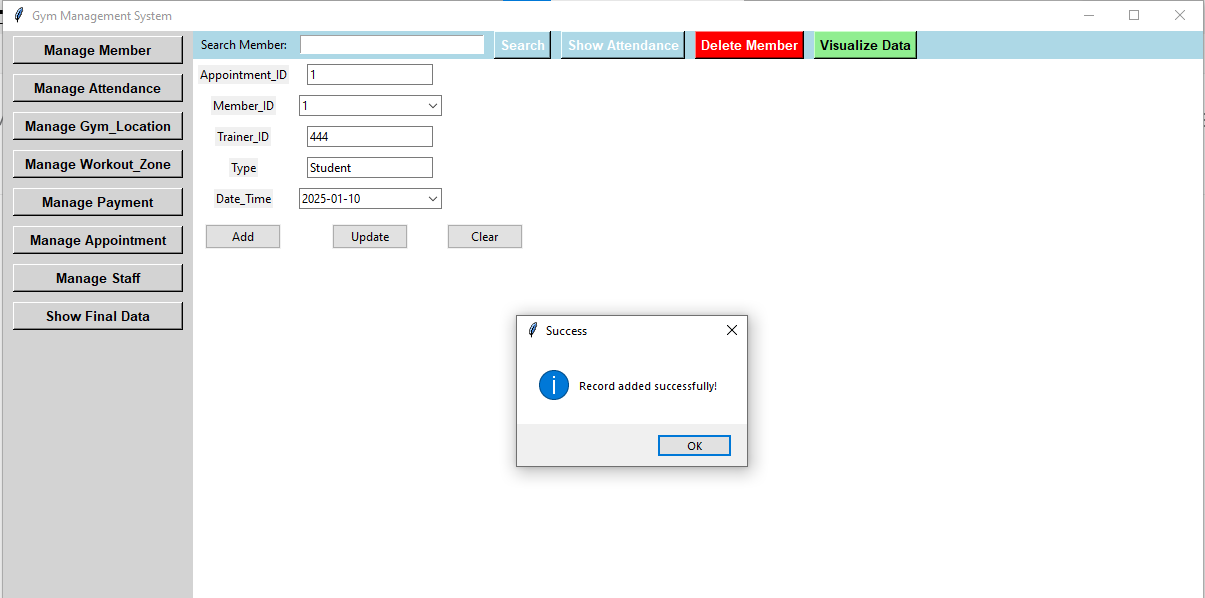 Gym Management System
Manage Member
Manage Attendance
Manage Gym_Location
Manage Workout_Zone
Manage Payment
Manage Appointment
Manage Staff
Show Final Data
Search Member: Search Show Attendance Delete Member Visualize Data
Appointment_ID 1
Member_ID 1
Trainer_ID 444
Type Student
Date_Time 2025-01-10
Add Update Clear
Success
Record added successfully!
OK